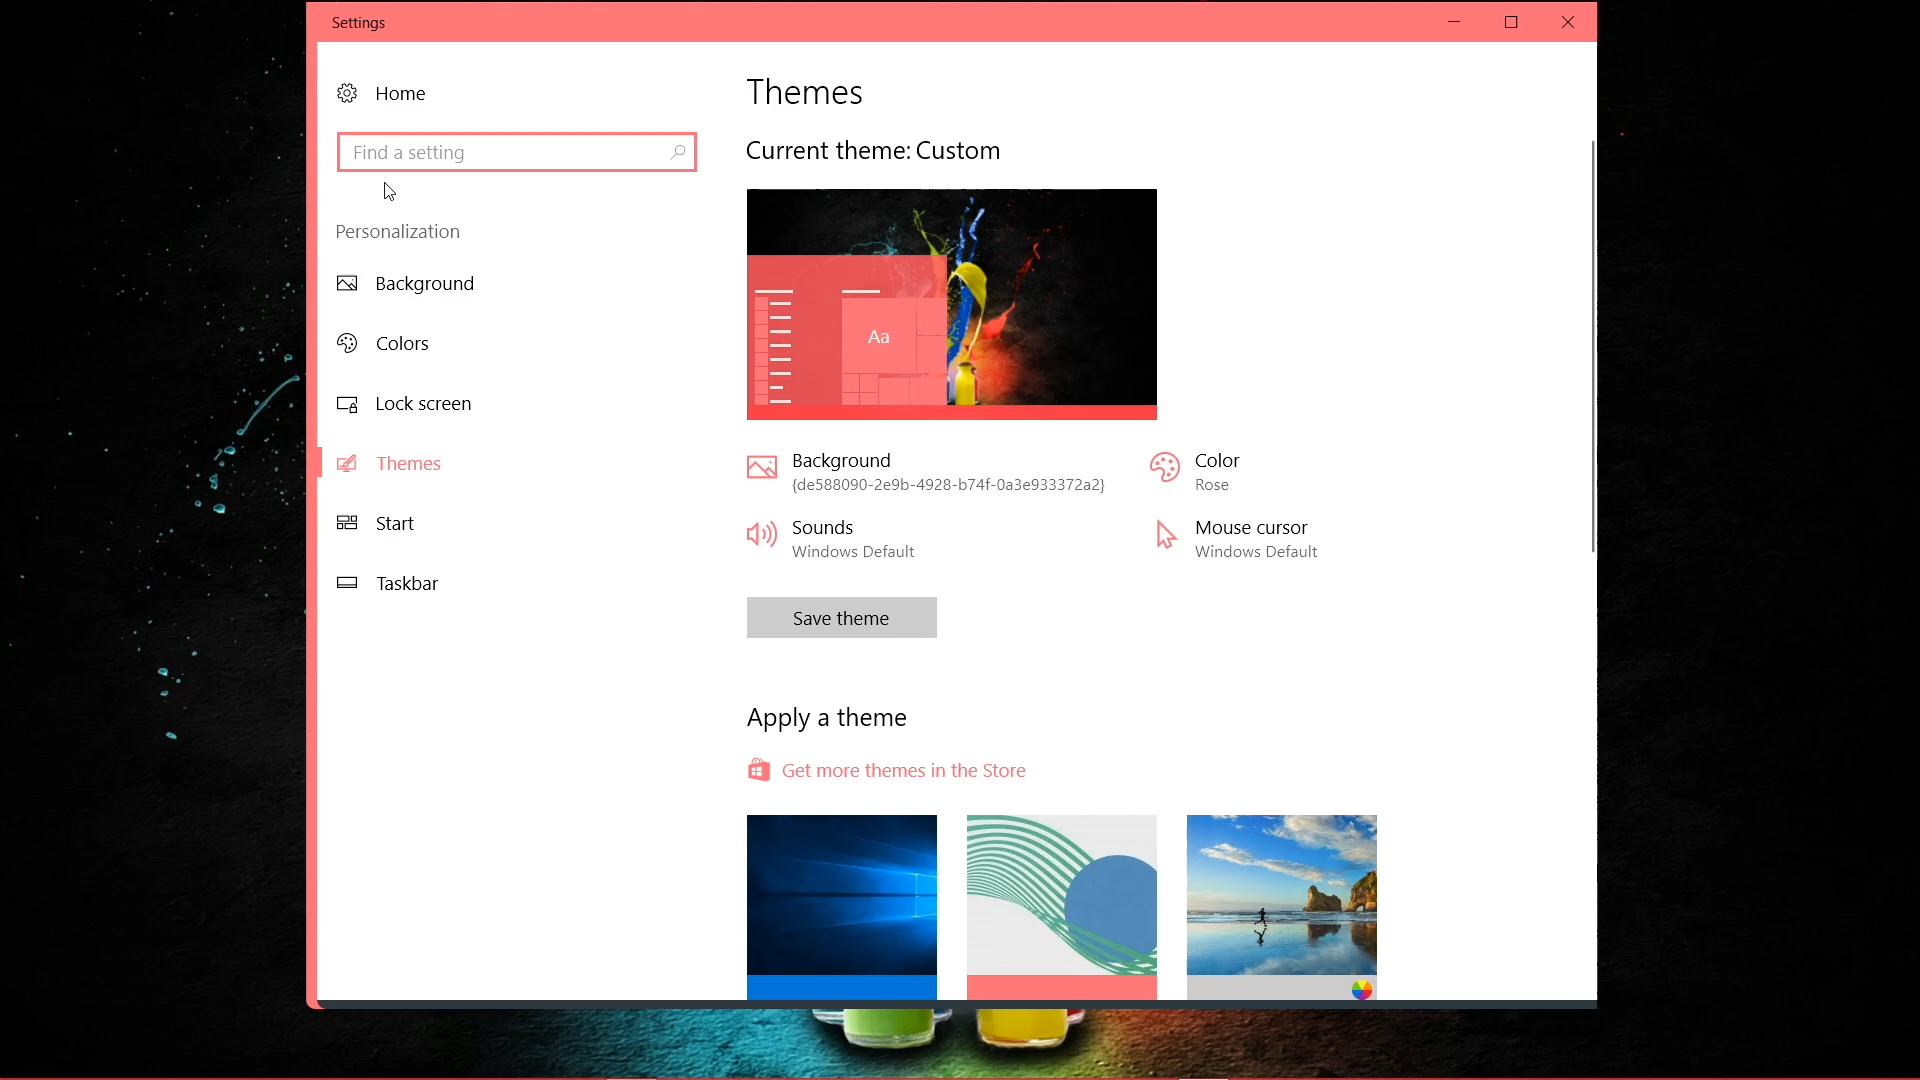 Settings
Home
Find a setting
Personalization
Background
Colors
Lock screen
Themes
Start
Taskbar
Themes
Current theme: Custom
Aa
Background
{de588090-2e9b-4928-b74f-0a3e933372a2}
Color
Rose
Sounds
Windows Default
Mouse cursor
Windows Default
Save theme
Apply a theme
Get more themes in the Store